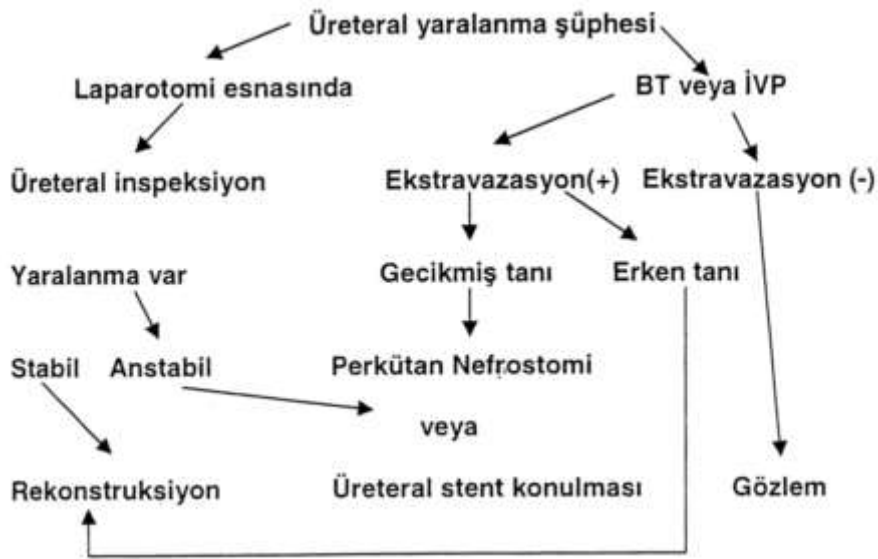 Üreteral yaralanma şüphesi
Laparotomi esnasında
BT veya İVP
Üreteral inspeksiyon
Ekstravazasyon(+)
Ekstravazasyon (-)
Yaralanma var
Gecikmiş tanı
Erken tanı
Stabil
Anstabil
Perkütan Nefrostomi
veya
Rekonstruksiyon
Üreteral stent konulması
Gözlem